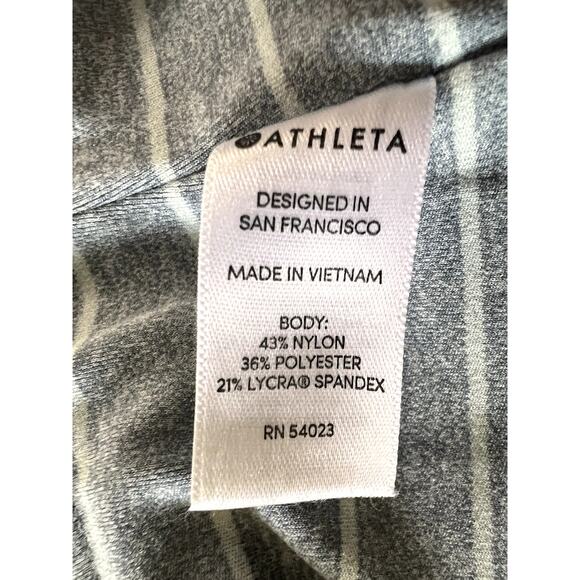 ATHLETA
DESIGNED IN
SAN FRANCISCO
MADE IN VIETNAM
BODY:
43% NYLON
36% POLYESTER
21% LYCRA® SPANDEX
RN 54023